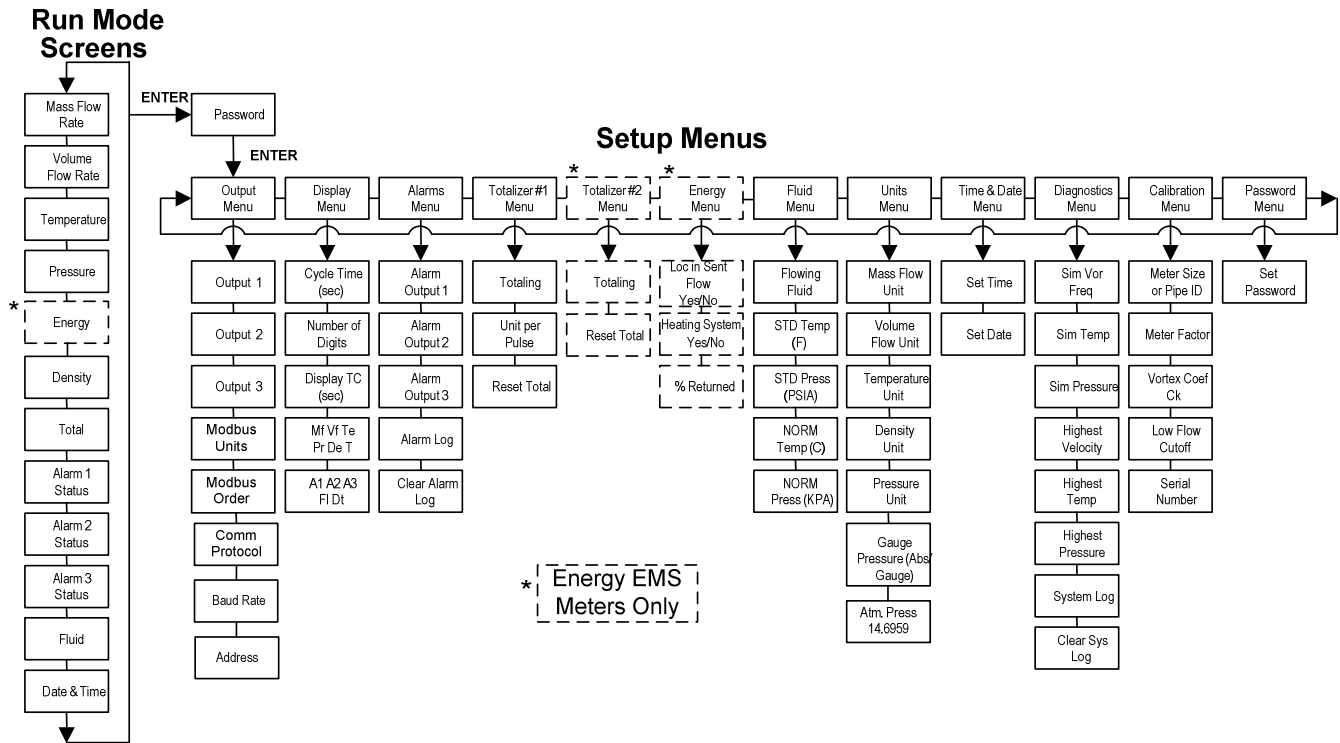 Run Mode
Screens
Mass Flow
Rate
Volume
Flow Rate
Temperature
Pressure
*
Energy
Density
Total
Alarm 1
Status
Alarm 2
Status
Alarm 3
Status
Fluid
Date & Time
ENTER
Password
ENTER
Setup Menus
Output
Menu
Output 1
Output 2
Output 3
Modbus
Units
Modbus
Order
Comm
Protocol
Baud Rate
Address
Display
Menu
Cycle Time
(sec)
Number of
Digits
Display TC
(sec)
Mf Vf Te
Pr De T
A1 A2 A3
Fl Dt
Alarms
Menu
Alarm
Output 1
Alarm
Output 2
Alarm
Output 3
Alarm Log
Clear Alarm
Log
Totalizer #1
Menu
Totaling
Unit per
Pulse
Reset Total
*
Totalizer #2
Menu
Totaling
Reset Total
*
Energy
Menu
Loc in Sent
Flow
Yes/No
Heating System
Yes/No
% Returned
Fluid
Menu
Flowing
Fluid
STD Temp
(F)
STD Press
(PSIA)
NORM
Temp (C)
NORM
Press (KPA)
Units
Menu
Mass Flow
Unit
Volume
Flow Unit
Temperature
Unit
Density
Unit
Pressure
Unit
Gauge
Pressure (Abs/
Gauge)
Atm. Press
14.6959
Time & Date
Menu
Set Time
Set Date
Diagnostics
Menu
Sim Vor
Freq
Sim Temp
Sim Pressure
Highest
Velocity
Highest
Temp
Highest
Pressure
System Log
Clear Sys
Log
Calibration
Menu
Meter Size
or Pipe ID
Meter Factor
Vortex Coef
Ck
Low Flow
Cutoff
Serial
Number
Password
Menu
Set
Password
*
Energy EMS
Meters Only